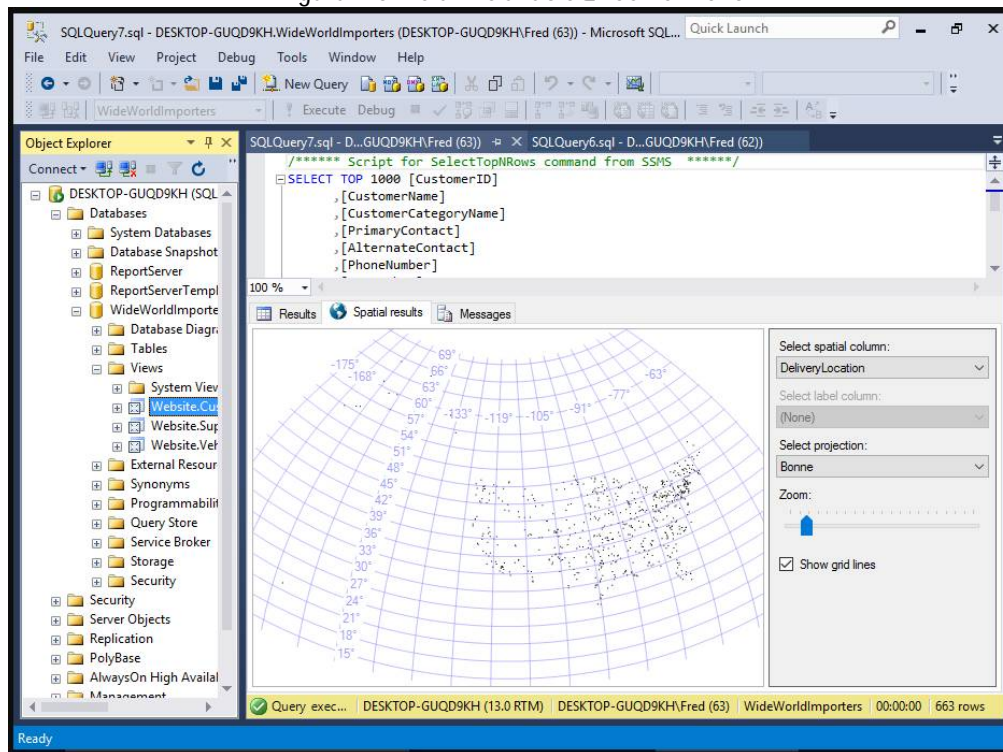 SQLQuery7.sql - DESKTOP-GUQD9KH.WideWorldImporters (DESKTOP-GUQD9KH\Fred (63)) - Microsoft SQL...
Quick Launch
File Edit View Project Debug Tools Window Help
New Query
WideWorldImporters
Execute Debug
Object Explorer
SQLQuery7.sql - D...GUQD9KH\Fred (63))
SQLQuery6.sql - D...GUQD9KH\Fred (62))
Connect
DESKTOP-GUQD9KH (SQL
Databases
System Databases
Database Snapshot
ReportServer
ReportServerTempl
WideWorldImporte
Database Diagra
Tables
Views
System View
Website.Cus
Website.Sup
Website.Veh
External Resour
Synonyms
Programmabilit
Query Store
Service Broker
Storage
Security
Security
Server Objects
Replication
PolyBase
AlwaysOn High Availal
Management
/****** Script for SelectTopNRows command from SSMS ******/
SELECT TOP 1000 [CustomerID]
,[CustomerName]
,[CustomerCategoryName]
,[PrimaryContact]
,[AlternateContact]
,[PhoneNumber]
100 %
Results Spatial results Messages
-175° -168° 69° 66° 63° 60° 57° 54° 51° 48° 45° 42° 39° 36° 33° 30° 27° 24° 21° 18° 15°
-133° -119° -105° -91° -77° -63°
Select spatial column:
DeliveryLocation
Select label column:
(None)
Select projection:
Bonne
Zoom:
Show grid lines
Query exec... DESKTOP-GUQD9KH (13.0 RTM) DESKTOP-GUQD9KH\Fred (63) WideWorldImporters 00:00:00 663 rows
Ready